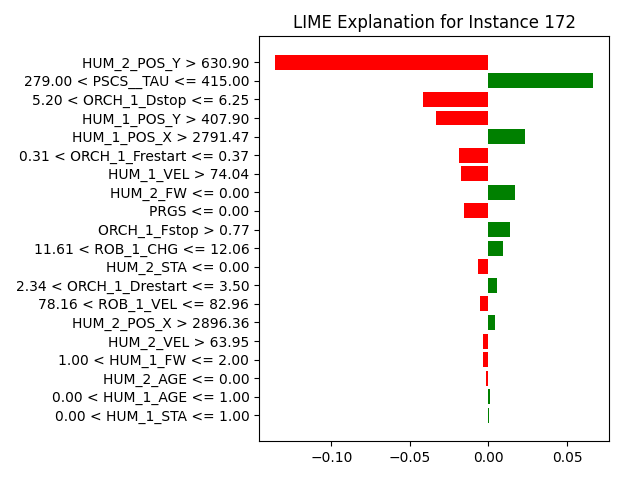 LIME Explanation for Instance 172
HUM_2_POS_Y > 630.90
279.00 < PSCS__TAU <= 415.00
5.20 < ORCH_1_Dstop <= 6.25
HUM_1_POS_Y > 407.90
HUM_1_POS_X > 2791.47
0.31 < ORCH_1_Frestart <= 0.37
HUM_1_VEL > 74.04
HUM_2_FW <= 0.00
PRGS <= 0.00
ORCH_1_Fstop > 0.77
11.61 < ROB_1_CHG <= 12.06
HUM_2_STA <= 0.00
2.34 < ORCH_1_Drestart <= 3.50
78.16 < ROB_1_VEL <= 82.96
HUM_2_POS_X > 2896.36
HUM_2_VEL > 63.95
1.00 < HUM_1_FW <= 2.00
HUM_2_AGE <= 0.00
0.00 < HUM_1_AGE <= 1.00
0.00 < HUM_1_STA <= 1.00
−0.10 −0.05 0.00 0.05